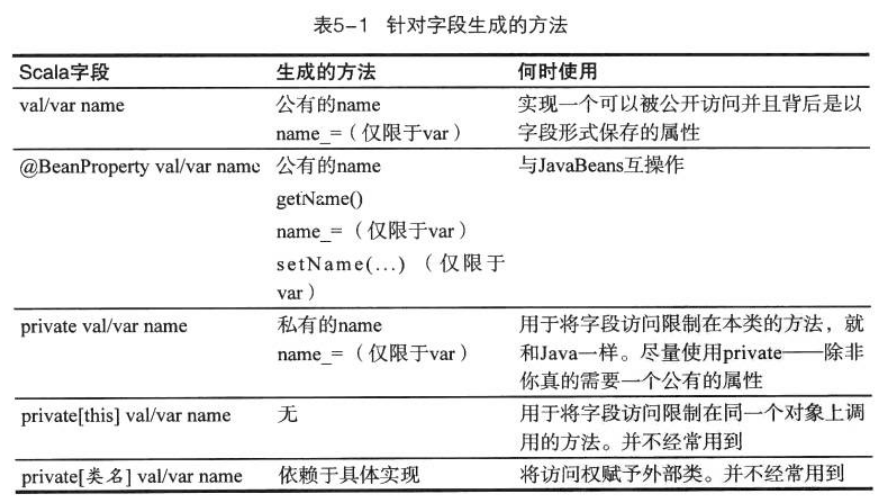 表5-1 针对字段生成的方法
Scala字段 生成的方法 何时使用
val/var name 公有的name 实现一个可以被公开访问并且背后是以
name_=（仅限于var） 字段形式保存的属性
@BeanProperty val/var name 公有的name 与JavaBeans互操作
getName()
name_=（仅限于var）
setName(...)（仅限于
var）
private val/var name 私有的name 用于将字段访问限制在本类的方法，就
name_=（仅限于var） 和Java一样。尽量使用private——除非
你真的需要一个公有的属性
private[this] val/var name 无 用于将字段访问限制在同一个对象上调
用的方法。并不经常用到
private[类名] val/var name 依赖于具体实现 将访问权赋予外部类。并不经常用到